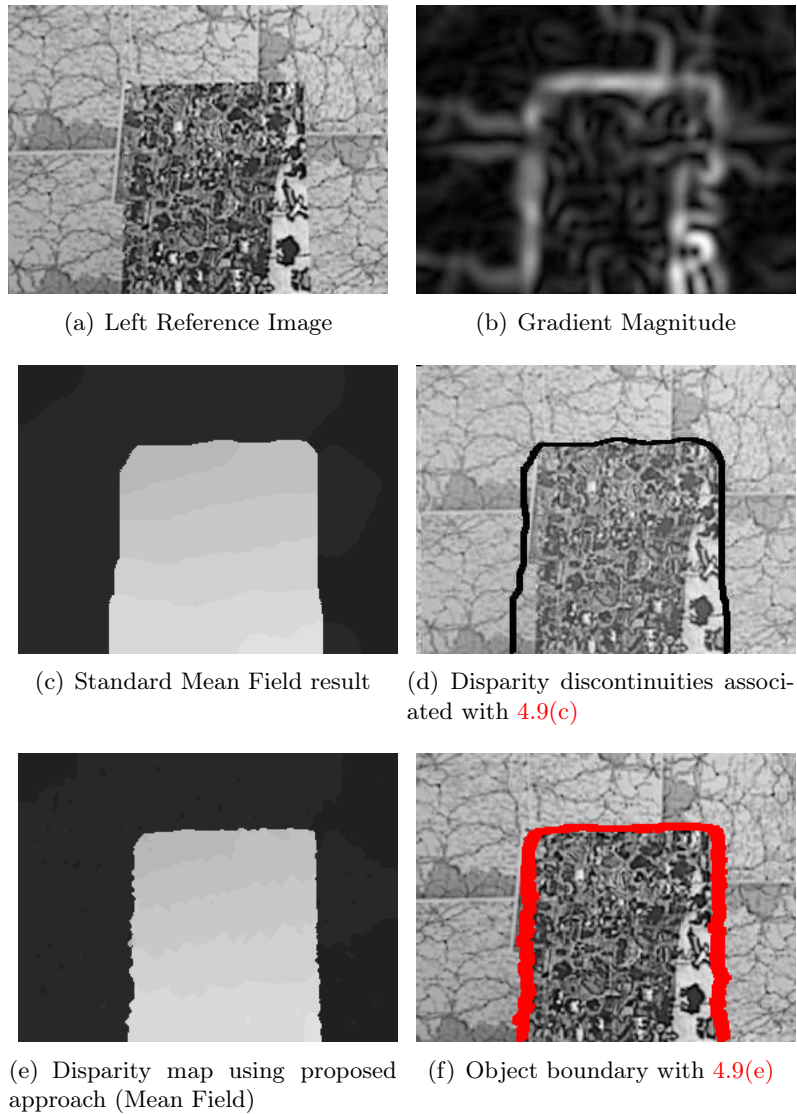 (a) Left Reference Image
(b) Gradient Magnitude
(c) Standard Mean Field result
(d) Disparity discontinuities associ-
ated with 4.9(c)
(e) Disparity map using proposed
approach (Mean Field)
(f) Object boundary with 4.9(e)